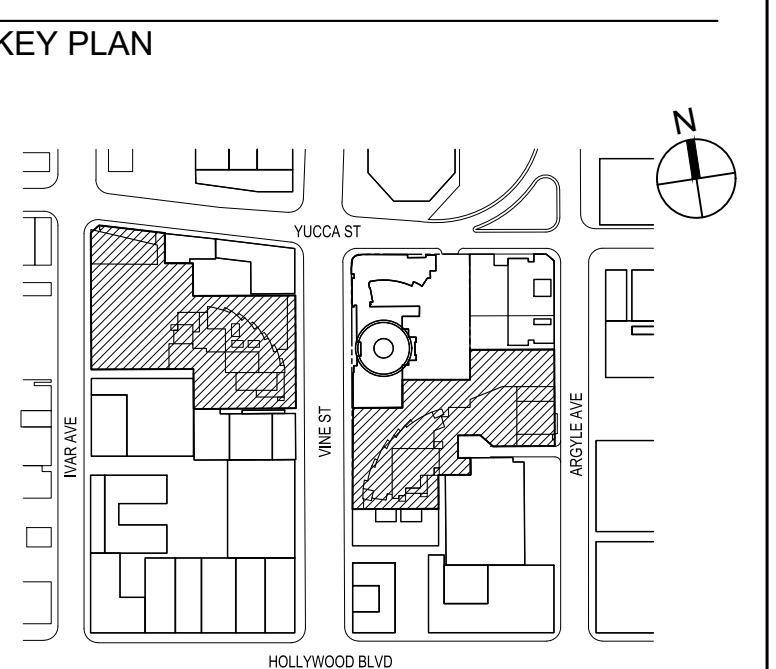 KEY PLAN
N
YUCCA ST
IVAR AVE
VINE ST
ARGYLE AVE
HOLLYWOOD BLVD